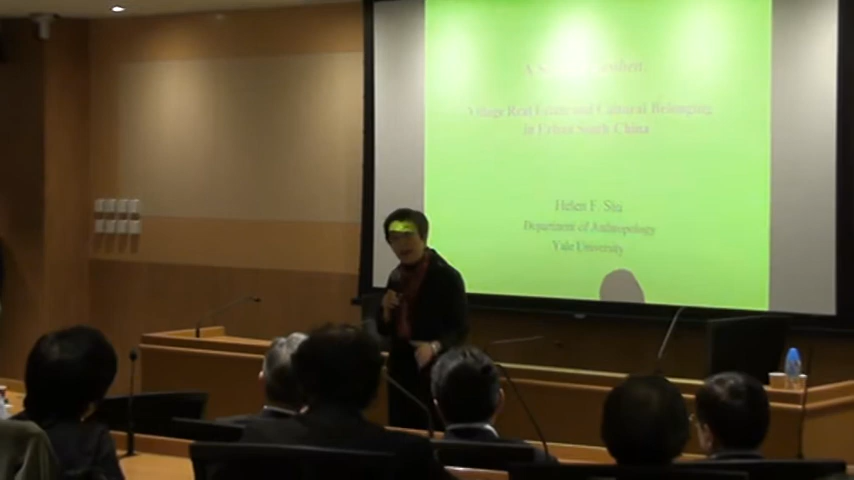 Village Real Estate and Cultural Belonging
in Urban South China
Helen F. Siu
Department of Anthropology
Yale University